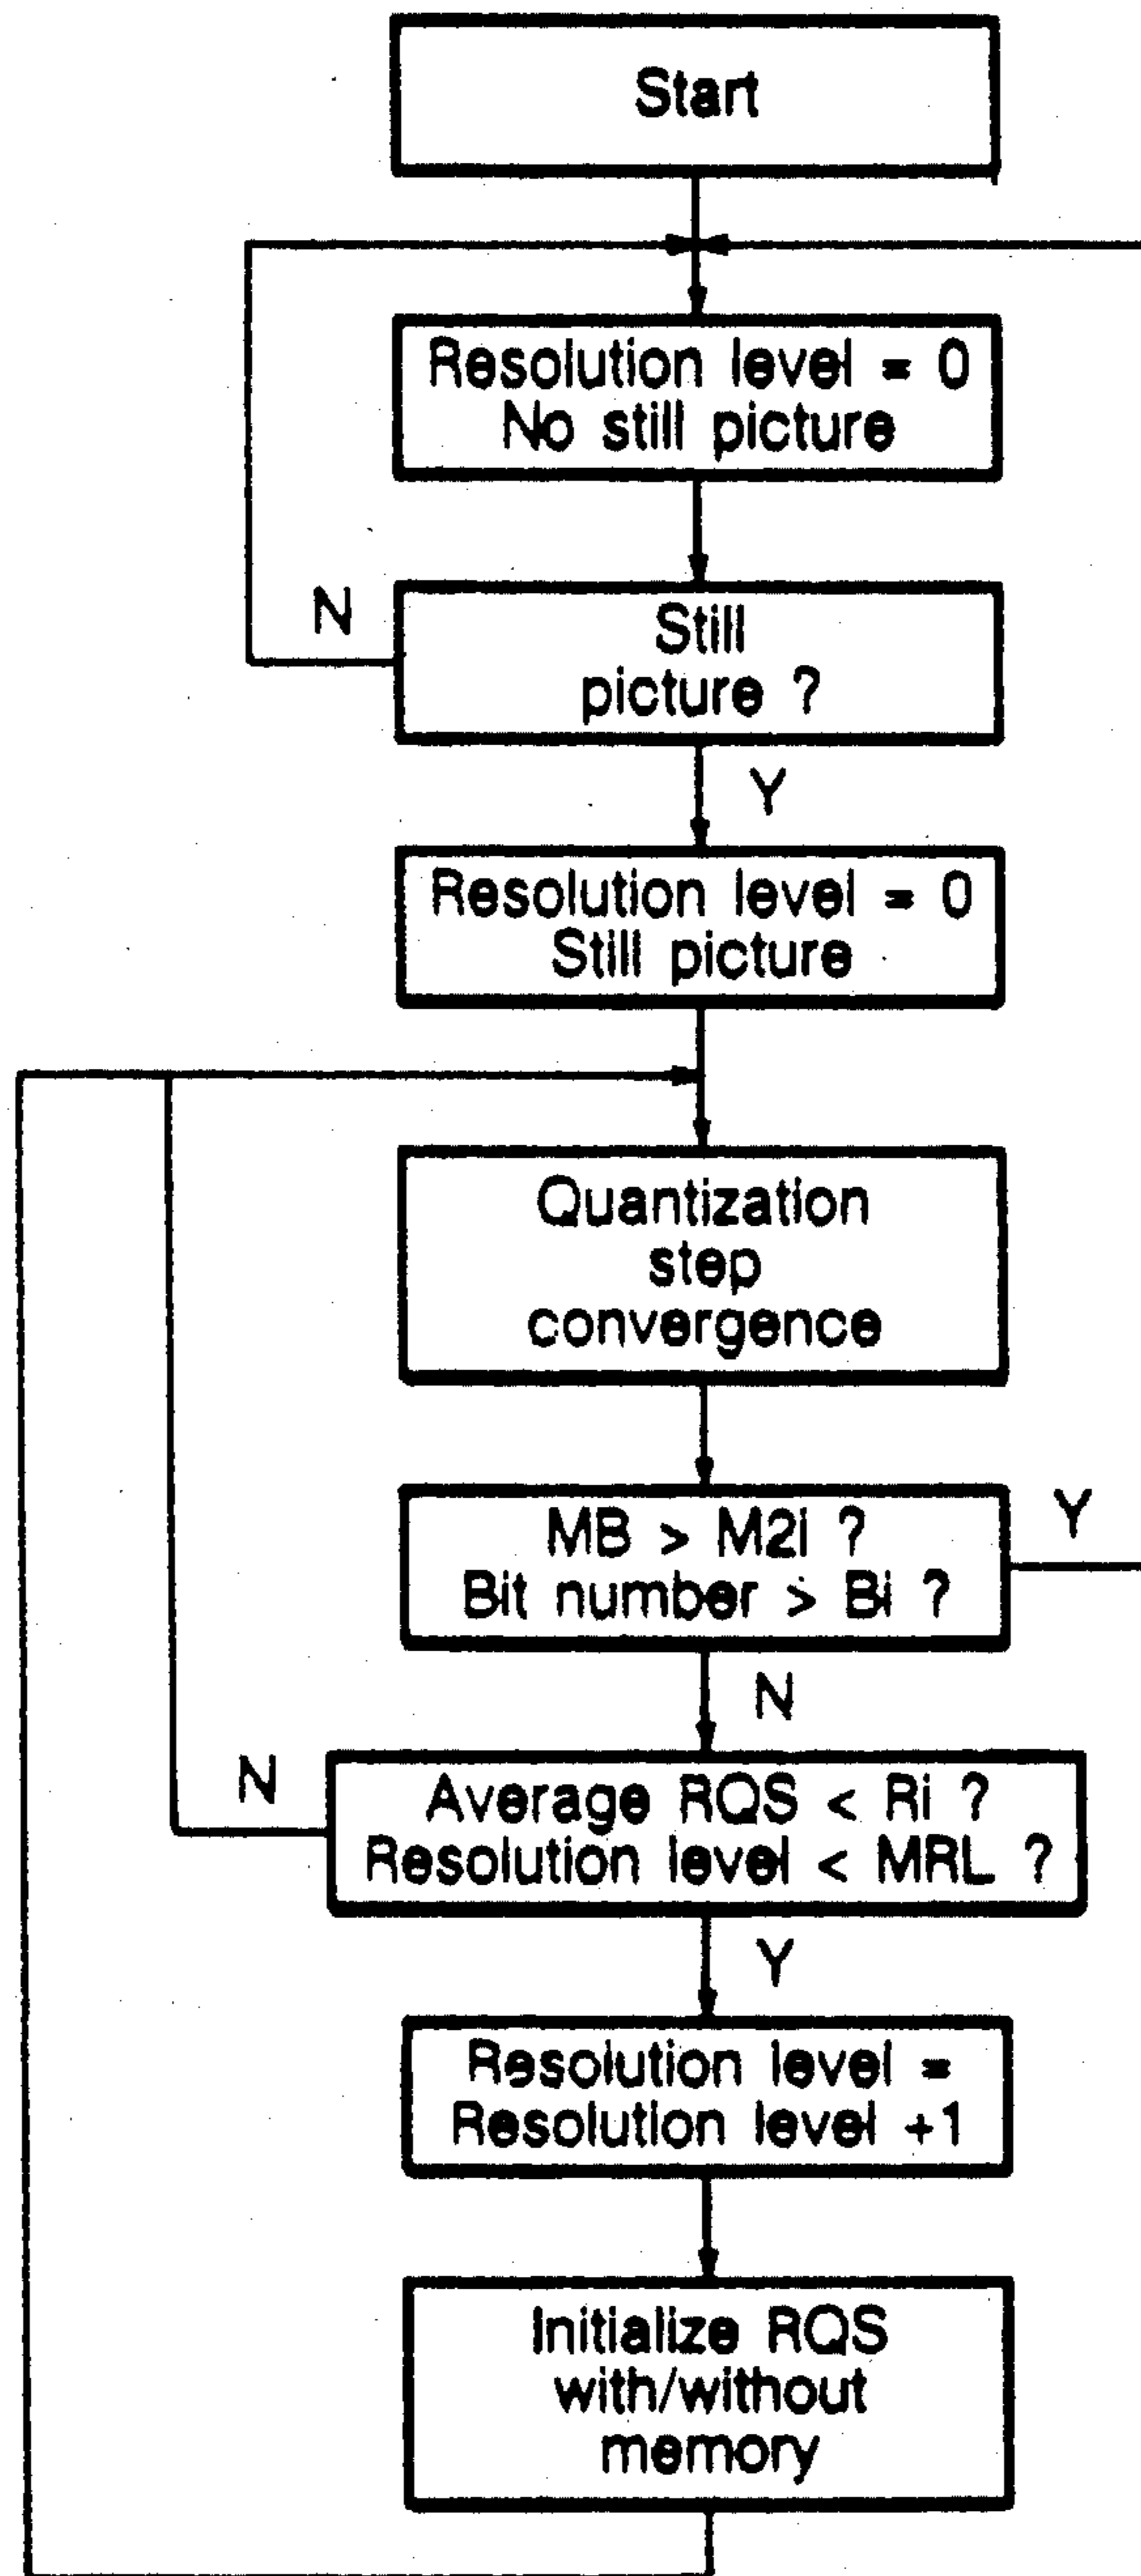 Start
Resolution level = 0
No still picture
N
Still
picture ?
Y
Resolution level = 0
Still picture
Quantization
step
convergence
MB > M2i ?
Bit number > Bi ?
Y
N
N
Average RQS < Ri ?
Resolution level < MRL ?
Y
Resolution level =
Resolution level +1
Initialize RQS
with/without
memory